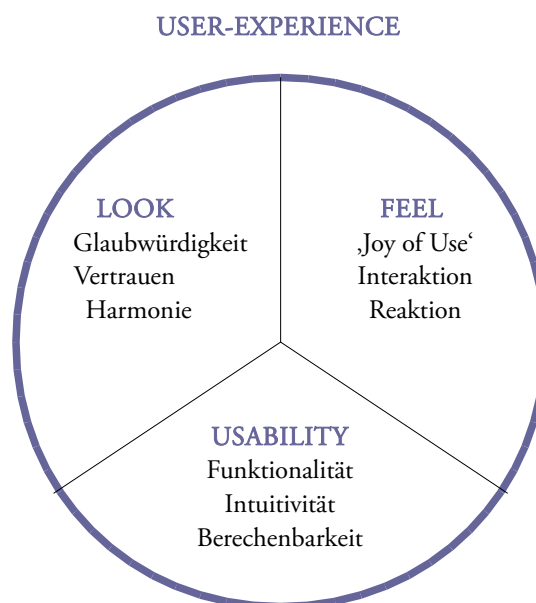 USER-EXPERIENCE
LOOK
Glaubwürdigkeit
Vertrauen
Harmonie
FEEL
‚Joy of Use‘
Interaktion
Reaktion
USABILITY
Funktionalität
Intuitivität
Berechenbarkeit